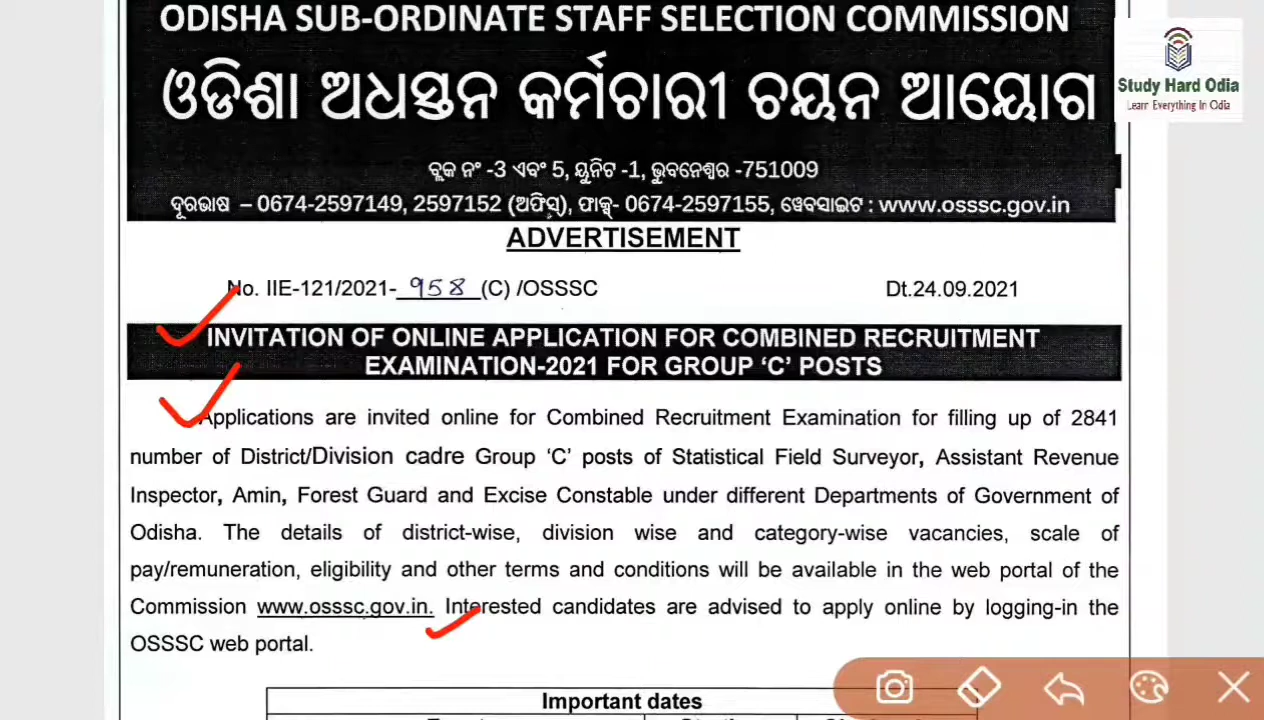 ODISHA SUB-ORDINATE STAFF SELECTION COMMISSION
ଓଡିଶା ଅଧସ୍ତନ କର୍ମଚାରୀ ଚୟନ ଆୟୋଗ
Study Hard Odia
Learn Everything In Odia
ବ୍ଲକ ନଂ -3 ଏବଂ 5, ୟୁନିଟ -1, ଭୁବନେଶ୍ୱର -751009
ଦୂରଭାଷ – 0674-2597149, 2597152 (ଅଫିସ୍), ଫାକ୍ସ- 0674-2597155, ୱେବସାଇଟ : www.osssc.gov.in
ADVERTISEMENT
No. IIE-121/2021-958 (C) /OSSSC Dt.24.09.2021
INVITATION OF ONLINE APPLICATION FOR COMBINED RECRUITMENT
EXAMINATION-2021 FOR GROUP ‘C’ POSTS
Applications are invited online for Combined Recruitment Examination for filling up of 2841
number of District/Division cadre Group ‘C’ posts of Statistical Field Surveyor, Assistant Revenue
Inspector, Amin, Forest Guard and Excise Constable under different Departments of Government of
Odisha. The details of district-wise, division wise and category-wise vacancies, scale of
pay/remuneration, eligibility and other terms and conditions will be available in the web portal of the
Commission www.osssc.gov.in. Interested candidates are advised to apply online by logging-in the
OSSSC web portal.
Important dates